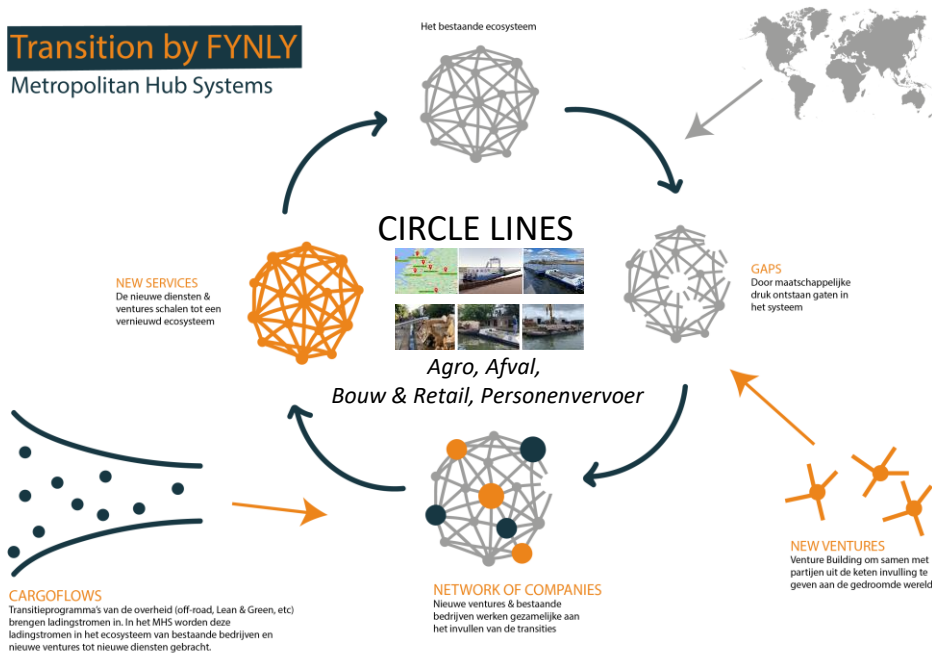 Transition by FYNLY
Metropolitan Hub Systems
Het bestaande ecosysteem
CIRCLE LINES
Agro, Afval,
Bouw & Retail, Personenvervoer
GAPS
Door maatschappelijke
druk ontstaan gaten in
het systeem
NEW SERVICES
De nieuwe diensten &
ventures schalen tot een
vernieuwd ecosysteem
NEW VENTURES
Venture Building om samen met
partijen uit de keten invulling te
geven aan de gedroomde wereld
NETWORK OF COMPANIES
Nieuwe ventures & bestaande
bedrijven werken gezamelijke aan
het invullen van de transities
CARGOFLOWS
Transitieprogramma's van de overheid (off-road, Lean & Green, etc)
brengen ladingstromen in. In het MHS worden deze
ladingstromen in het ecosysteem van bestaande bedrijven en
nieuwe ventures tot nieuwe diensten gebracht.